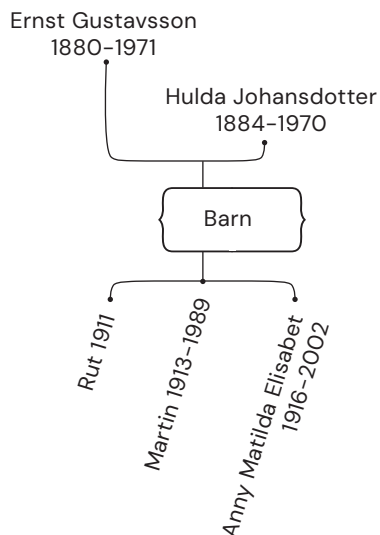 Ernst Gustavsson
1880-1971
Hulda Johansdotter
1884-1970
Barn
Rut 1911
Martin 1913-1989
Anny Matilda Elisabet
1916-2002